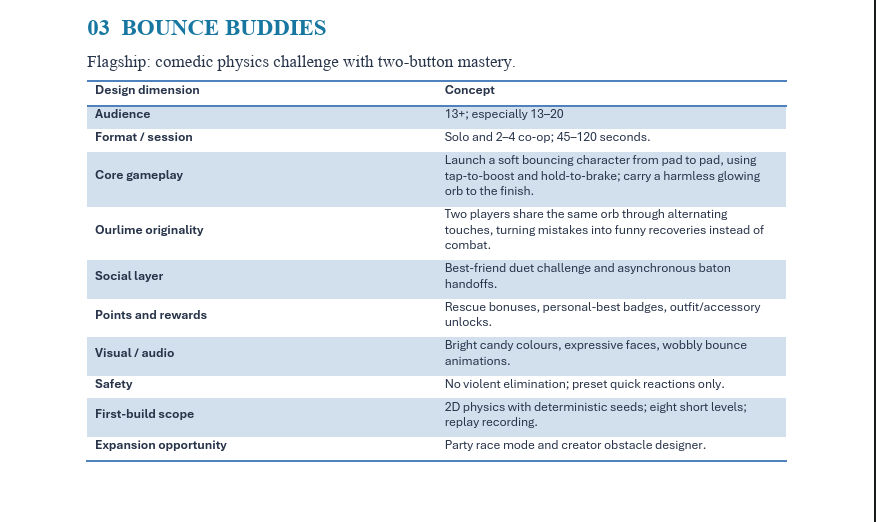 03 BOUNCE BUDDIES
Flagship: comedic physics challenge with two-button mastery.
Design dimension Concept
Audience 13+; especially 13–20
Format / session Solo and 2–4 co-op; 45–120 seconds.
Core gameplay Launch a soft bouncing character from pad to pad, using
tap-to-boost and hold-to-brake; carry a harmless glowing
orb to the finish.
Ourlime originality Two players share the same orb through alternating
touches, turning mistakes into funny recoveries instead of
combat.
Social layer Best-friend duet challenge and asynchronous baton
handoffs.
Points and rewards Rescue bonuses, personal-best badges, outfit/accessory
unlocks.
Visual / audio Bright candy colours, expressive faces, wobbly bounce
animations.
Safety No violent elimination; preset quick reactions only.
First-build scope 2D physics with deterministic seeds; eight short levels;
replay recording.
Expansion opportunity Party race mode and creator obstacle designer.